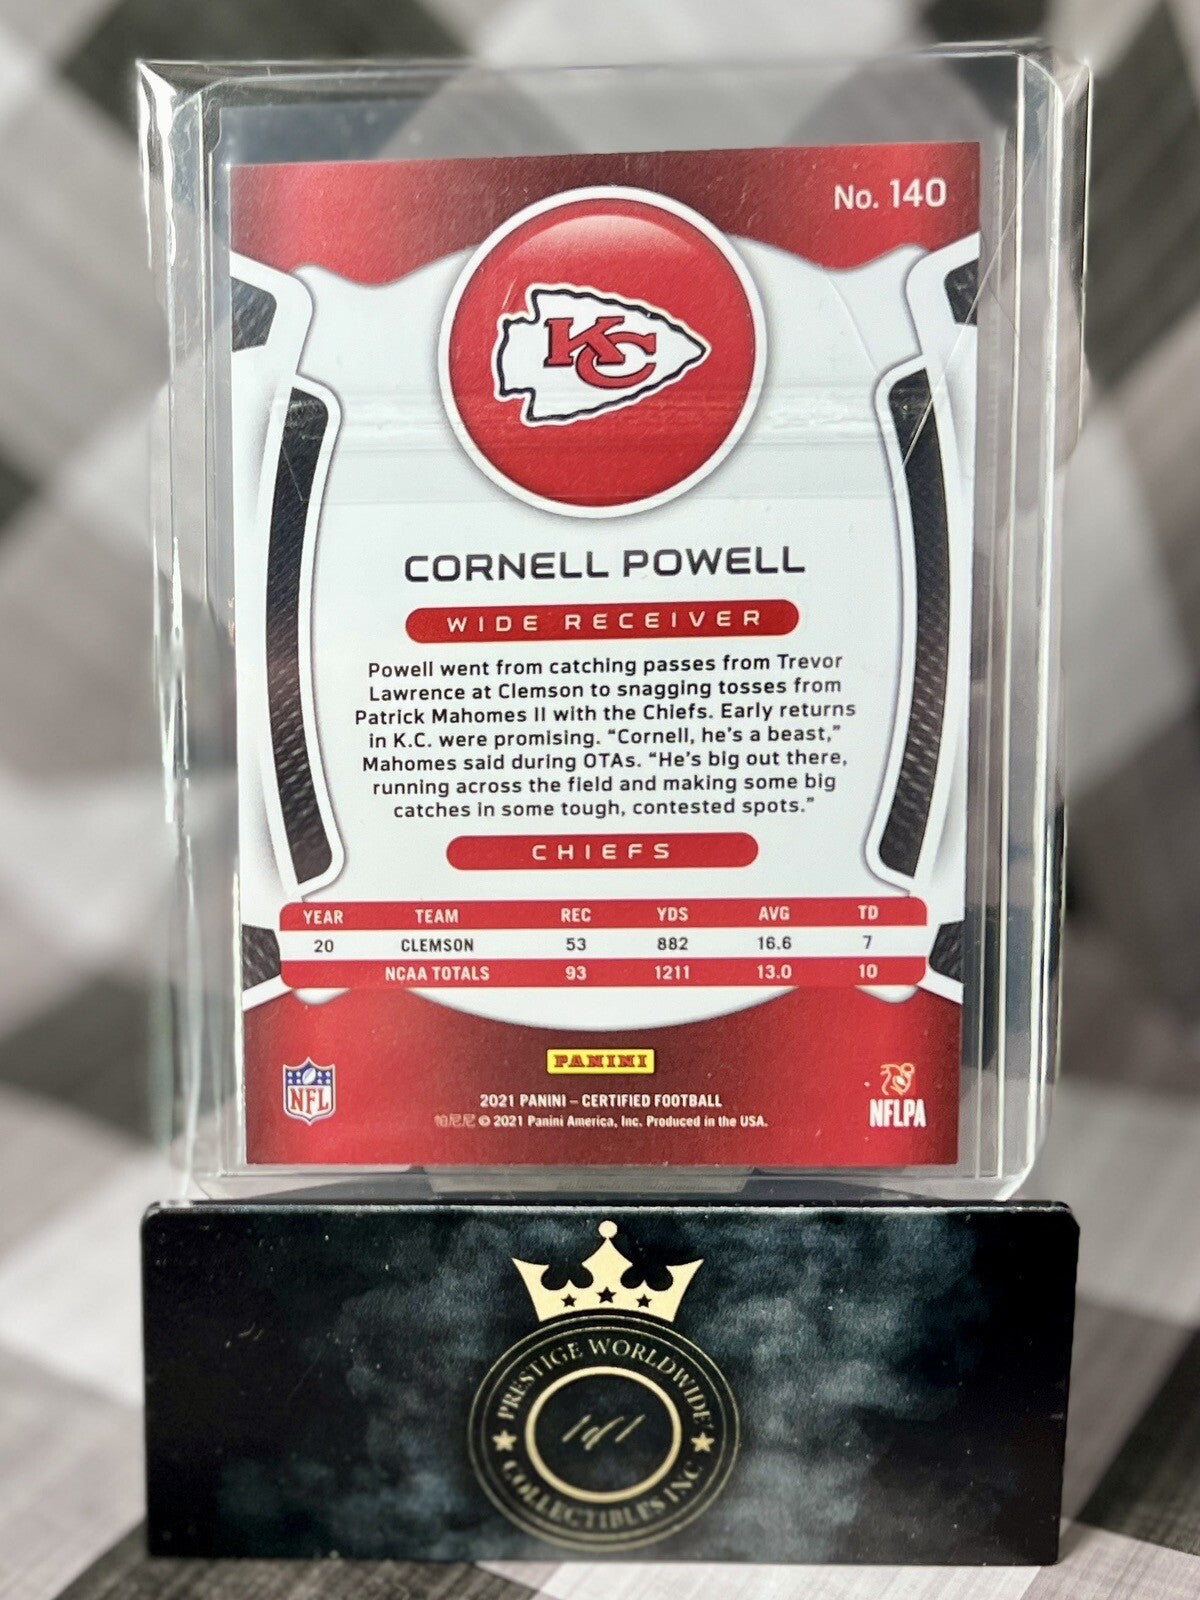 No. 140
KC
CORNELL POWELL
WIDE RECEIVER
Powell went from catching passes from Trevor
Lawrence at Clemson to snagging tosses from
Patrick Mahomes II with the Chiefs. Early returns
in K.C. were promising. “Cornell, he's a beast,”
Mahomes said during OTAs. “He's big out there,
running across the field and making some big
catches in some tough, contested spots.”
CHIEFS
YEAR TEAM REC YDS AVG TD
20 CLEMSON 53 882 16.6 7
NCAA TOTALS 93 1211 13.0 10
PANINI
NFL
NFLPA
2021 PANINI – CERTIFIED FOOTBALL
帕尼尼 © 2021 Panini America, Inc. Produced in the USA.
PRESTIGE WORLDWIDE
1 of 1
COLLECTIBLES INC